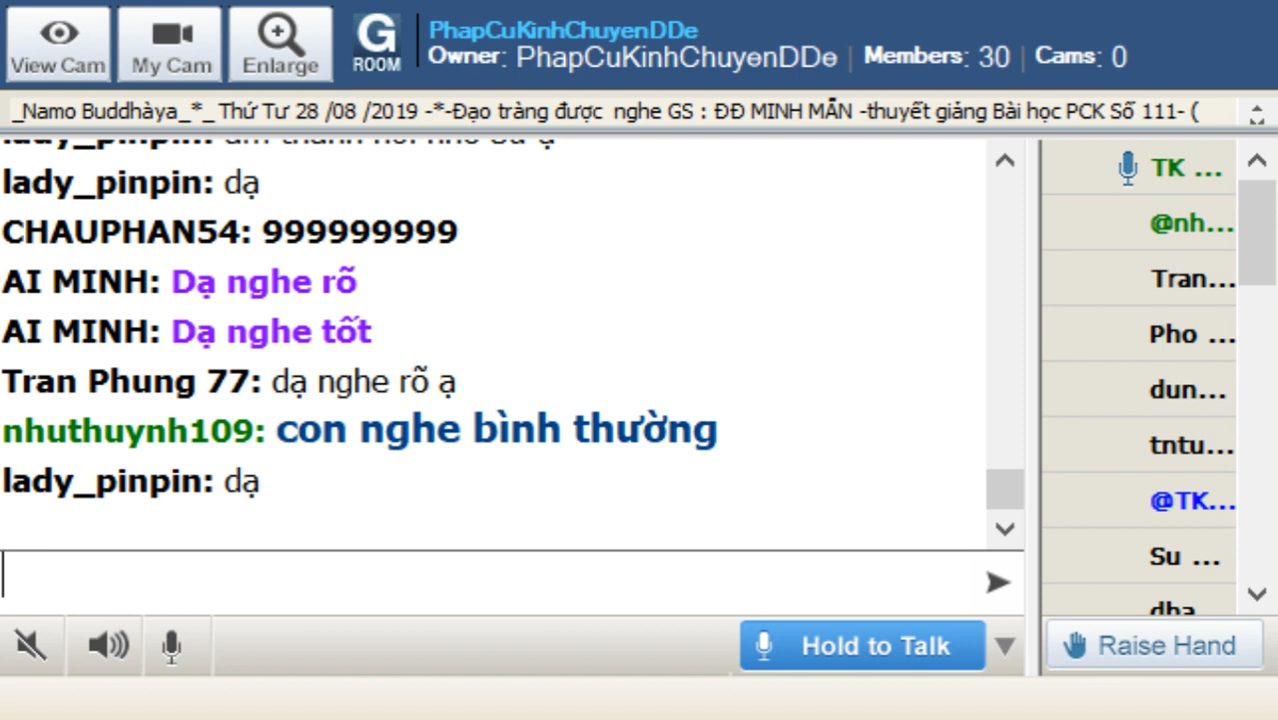 View Cam
My Cam
Enlarge
G
ROOM
PhapCuKinhChuyenDDe
Owner: PhapCuKinhChuyenDDe | Members: 30 | Cams: 0
_Namo Buddhàya_*_ Thứ Tư 28 /08 /2019 -*-Đạo tràng được nghe GS : ĐĐ MINH MẪN -thuyết giảng Bài học PCK Số 111- (
lady_pinpin:
lady_pinpin: dạ
CHAUPHAN54: 999999999
AI MINH: Dạ nghe rõ
AI MINH: Dạ nghe tốt
Tran Phung 77: dạ nghe rõ ạ
nhuthuynh109: con nghe bình thường
lady_pinpin: dạ
TK ...
@nh...
Tran...
Pho ...
dun...
tntu...
@TK...
Su ...
dha
Hold to Talk
Raise Hand